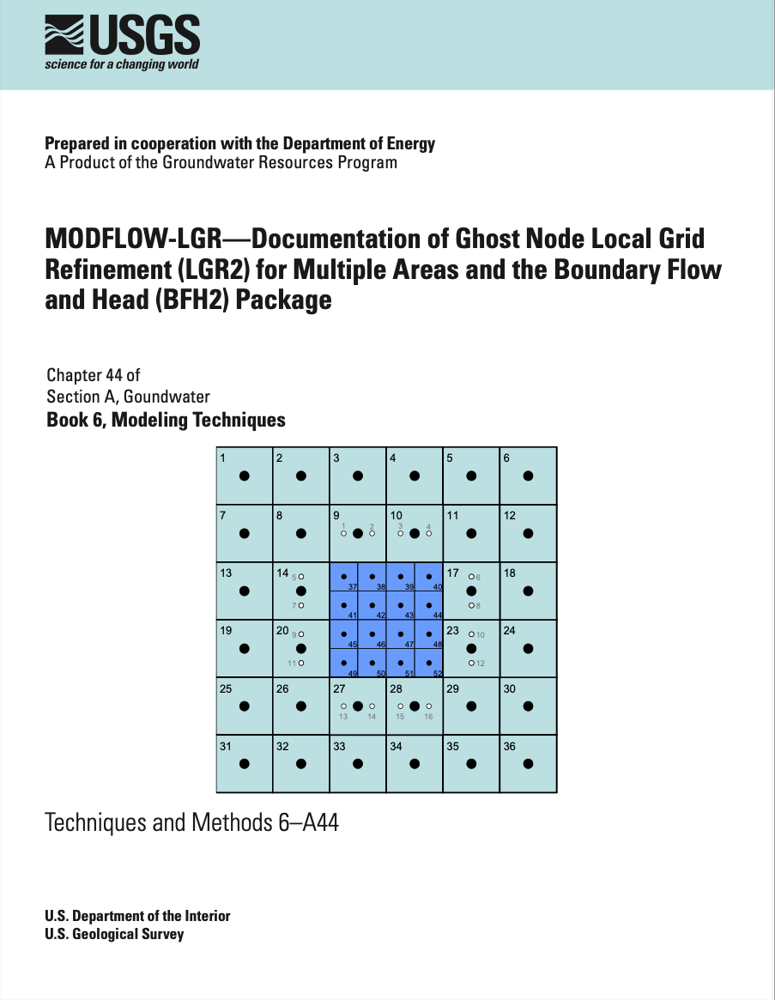 USGS
science for a changing world
Prepared in cooperation with the Department of Energy
A Product of the Groundwater Resources Program
MODFLOW-LGR—Documentation of Ghost Node Local Grid
Refinement (LGR2) for Multiple Areas and the Boundary Flow
and Head (BFH2) Package
Chapter 44 of
Section A, Goundwater
Book 6, Modeling Techniques
1 2 3 4 5 6
7 8 9 10 11 12
1 2 3 4
13 14 17 18
5 6
37 38 39 40
7 8
41 42 43 44
19 20 23 24
9 10
45 46 47 48
11 12
49 50 51 52
25 26 27 28 29 30
13 14 15 16
31 32 33 34 35 36
Techniques and Methods 6–A44
U.S. Department of the Interior
U.S. Geological Survey